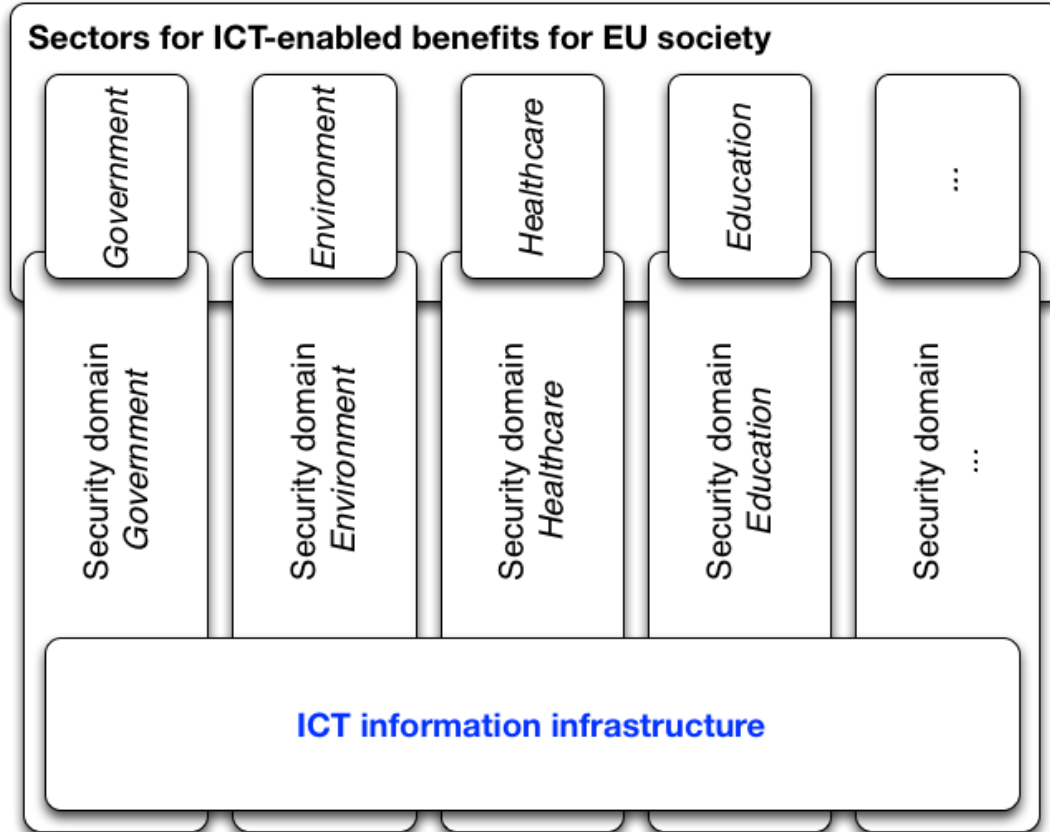 Sectors for ICT-enabled benefits for EU society
Government
Environment
Healthcare
Education
...
Security domain
Government
Security domain
Environment
Security domain
Healthcare
Security domain
Education
Security domain
...
ICT information infrastructure